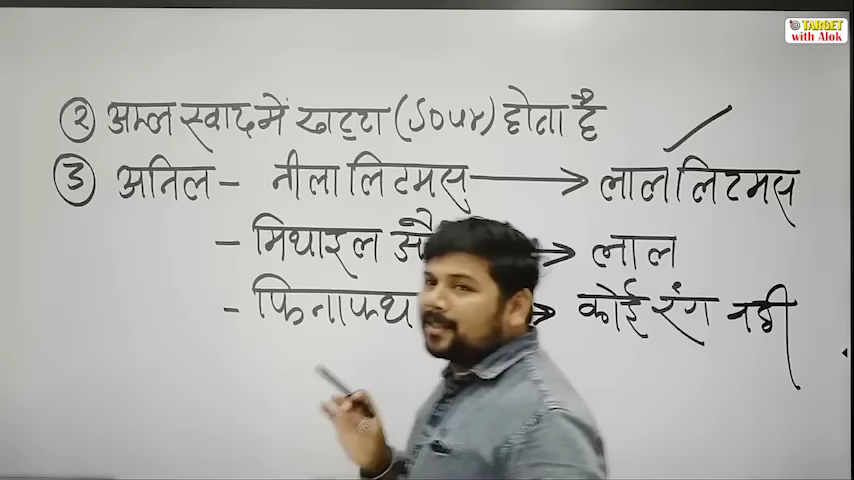 TARGET
with Alok
② अम्ल स्वाद में खट्टा (Sour) होता है
③ अनिल – नीला लिटमस ⟶ लाल लिटमस
– मिथाइल → लाल
– → कोई रंग नही